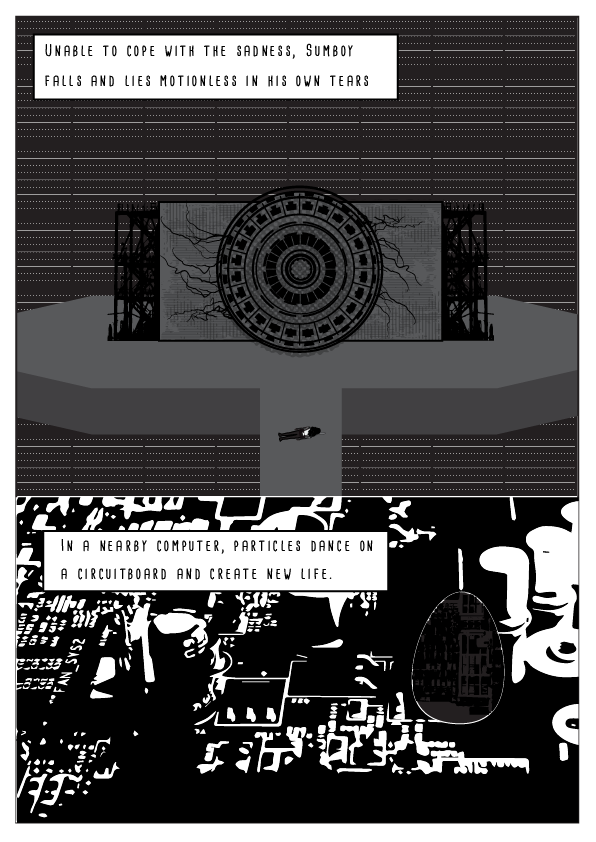 Unable to cope with the sadness, Sumboy
falls and lies motionless in his own tears
In a nearby computer, particles dance on
a circuitboard and create new life.
FAN_SYS2